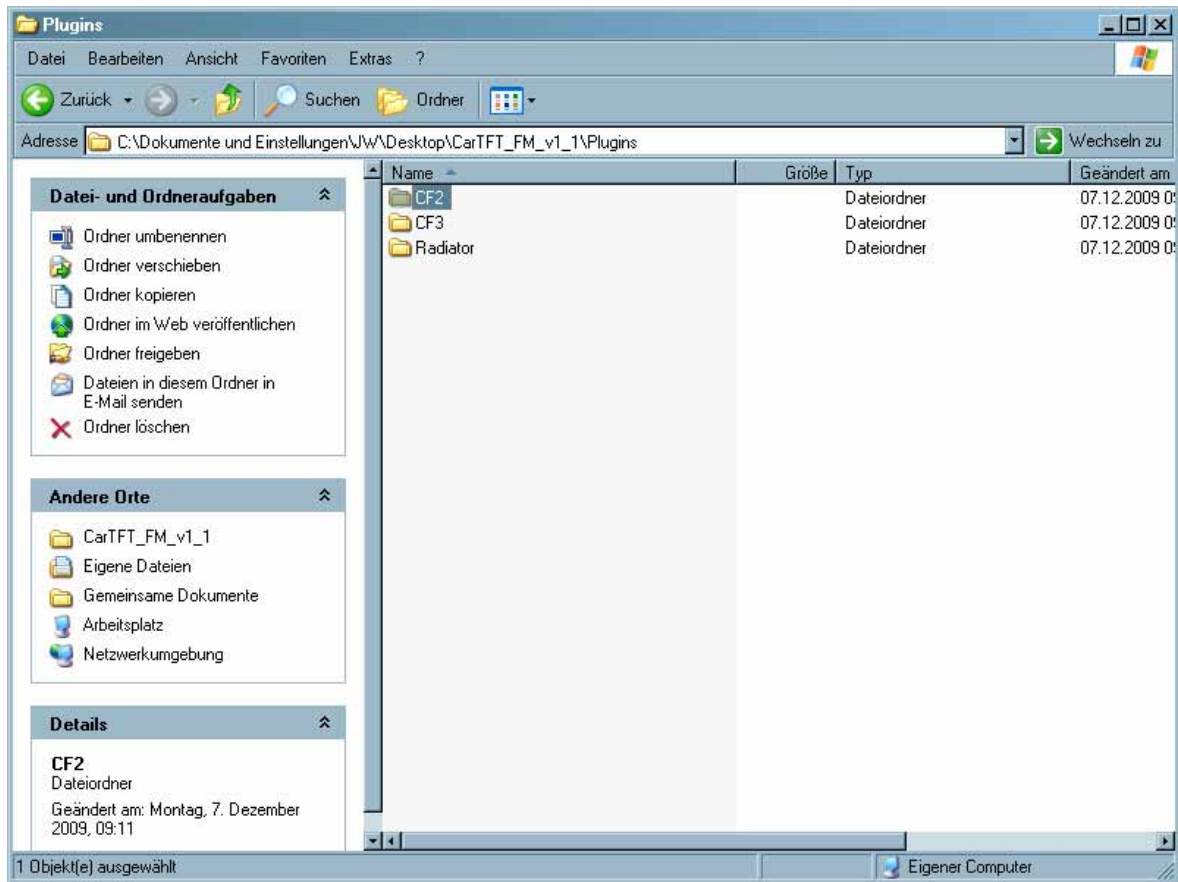 Plugins
Datei Bearbeiten Ansicht Favoriten Extras ?
Zurück Suchen Ordner
Adresse C:\Dokumente und Einstellungen\JW\Desktop\CarTFT_FM_v1_1\Plugins Wechseln zu
Datei- und Ordneraufgaben
Ordner umbenennen
Ordner verschieben
Ordner kopieren
Ordner im Web veröffentlichen
Ordner freigeben
Dateien in diesem Ordner in
E-Mail senden
Ordner löschen
Andere Orte
CarTFT_FM_v1_1
Eigene Dateien
Gemeinsame Dokumente
Arbeitsplatz
Netzwerkumgebung
Details
CF2
Dateiordner
Geändert am: Montag, 7. Dezember
2009, 09:11
Name Größe Typ Geändert am
CF2 Dateiordner 07.12.2009
CF3 Dateiordner 07.12.2009
Radiator Dateiordner 07.12.2009
1 Objekt(e) ausgewählt Eigener Computer